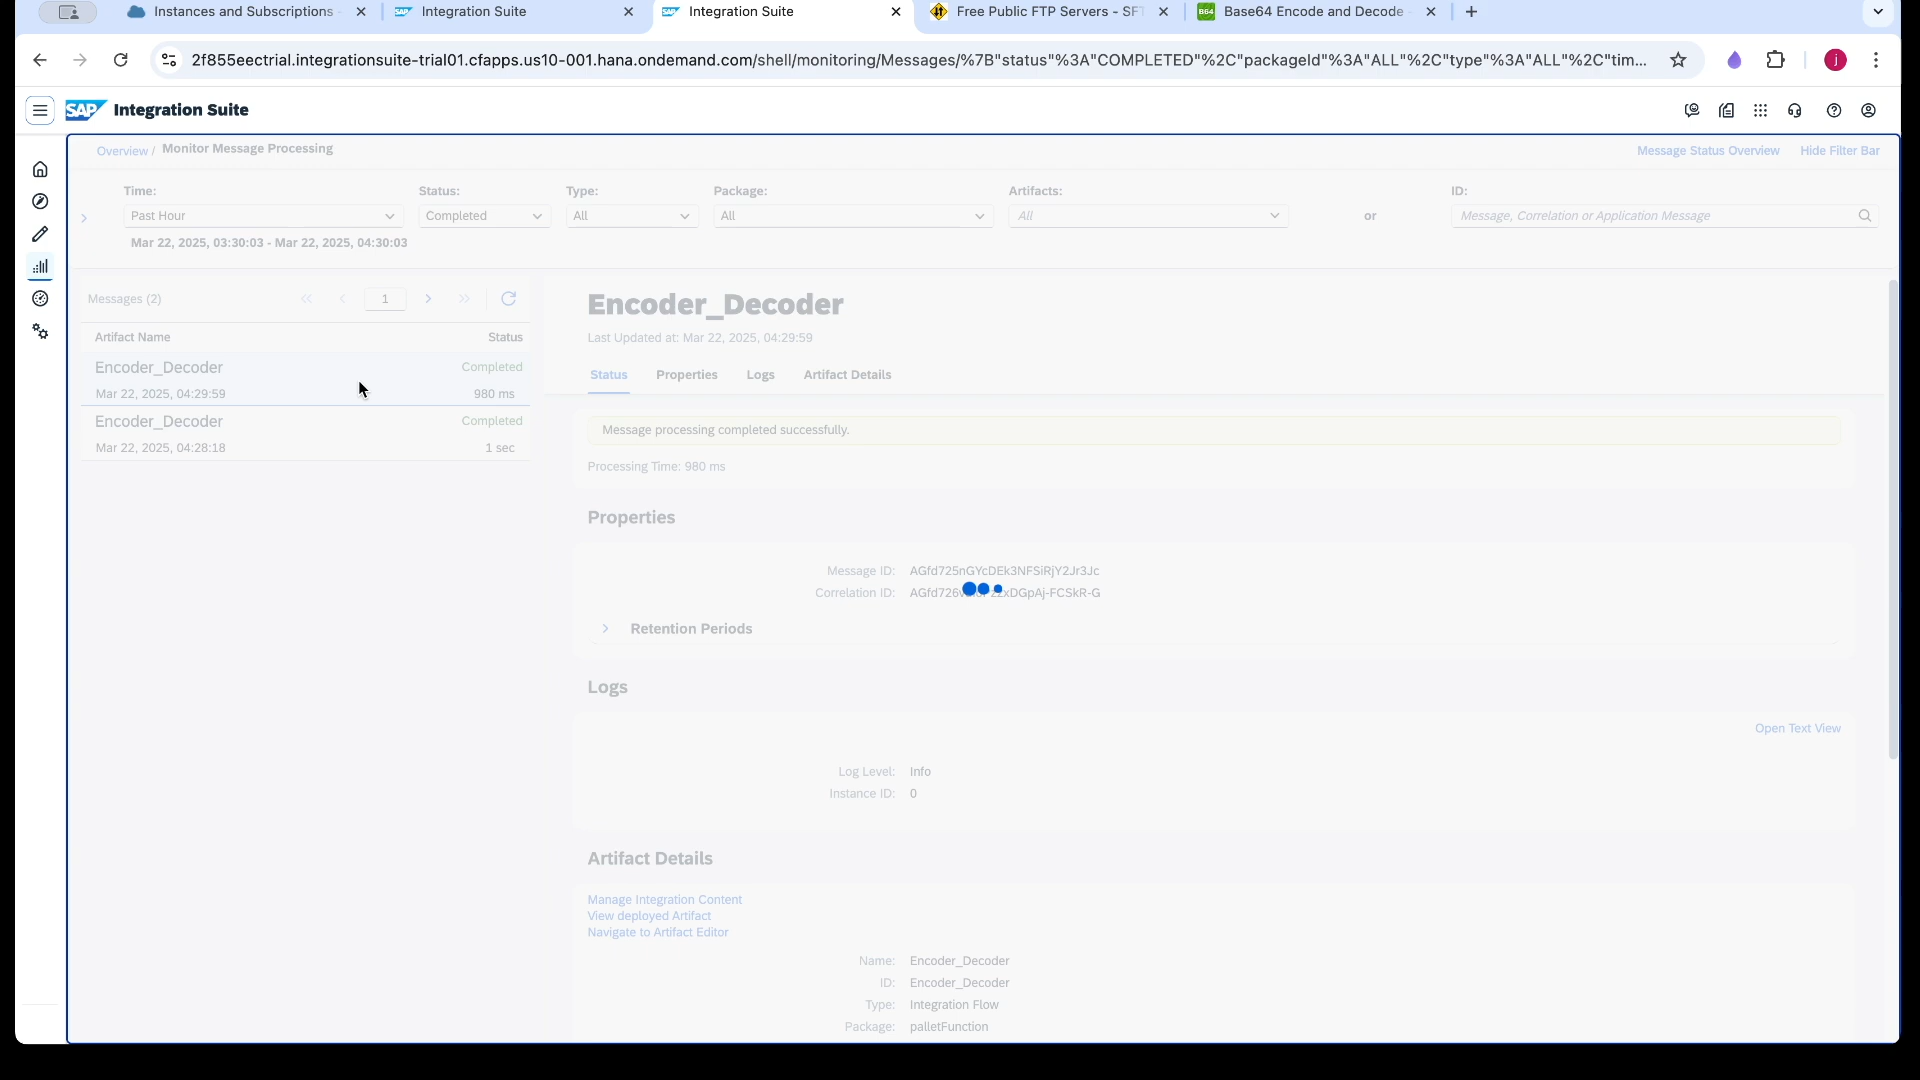 Instances and Subscriptions -
Integration Suite
Integration Suite
Free Public FTP Servers - SFT
B64 Base64 Encode and Decode -
2f855eectrial.integrationsuite-trial01.cfapps.us10-001.hana.ondemand.com/shell/monitoring/Messages/%7B"status"%3A"COMPLETED"%2C"packageId"%3A"ALL"%2C"type"%3A"ALL"%2C"tim...
j
SAP Integration Suite
Overview / Monitor Message Processing
Message Status Overview Hide Filter Bar
Time: Status: Type: Package: Artifacts: ID:
Past Hour Completed All All All or Message, Correlation or Application Message
Mar 22, 2025, 03:30:03 - Mar 22, 2025, 04:30:03
Messages (2) 1
Artifact Name Status
Encoder_Decoder Completed
Mar 22, 2025, 04:29:59 980 ms
Encoder_Decoder Completed
Mar 22, 2025, 04:28:18 1 sec
Encoder_Decoder
Last Updated at: Mar 22, 2025, 04:29:59
Status Properties Logs Artifact Details
Message processing completed successfully.
Processing Time: 980 ms
Properties
Message ID: AGfd725nGYcDEk3NFSiRjY2Jr3Jc
Correlation ID:
Retention Periods
Logs
Open Text View
Log Level: Info
Instance ID: 0
Artifact Details
Manage Integration Content
View deployed Artifact
Navigate to Artifact Editor
Name: Encoder_Decoder
ID: Encoder_Decoder
Type: Integration Flow
Package: palletFunction